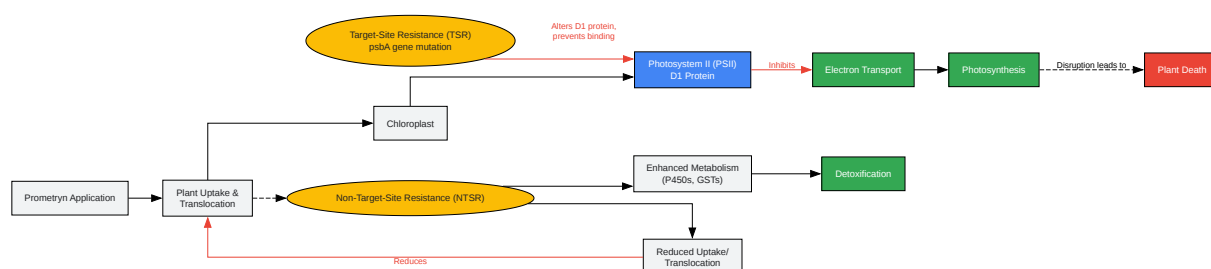 Target-Site Resistance (TSR)
psbA gene mutation
Alters D1 protein,
prevents binding
Photosystem II (PSII)
D1 Protein
Inhibits
Electron Transport
Photosynthesis
Disruption leads to
Plant Death
Chloroplast
Enhanced Metabolism
(P450s, GSTs)
Detoxification
Prometryn Application
Plant Uptake &
Translocation
Non-Target-Site Resistance (NTSR)
Reduced Uptake/
Translocation
Reduces